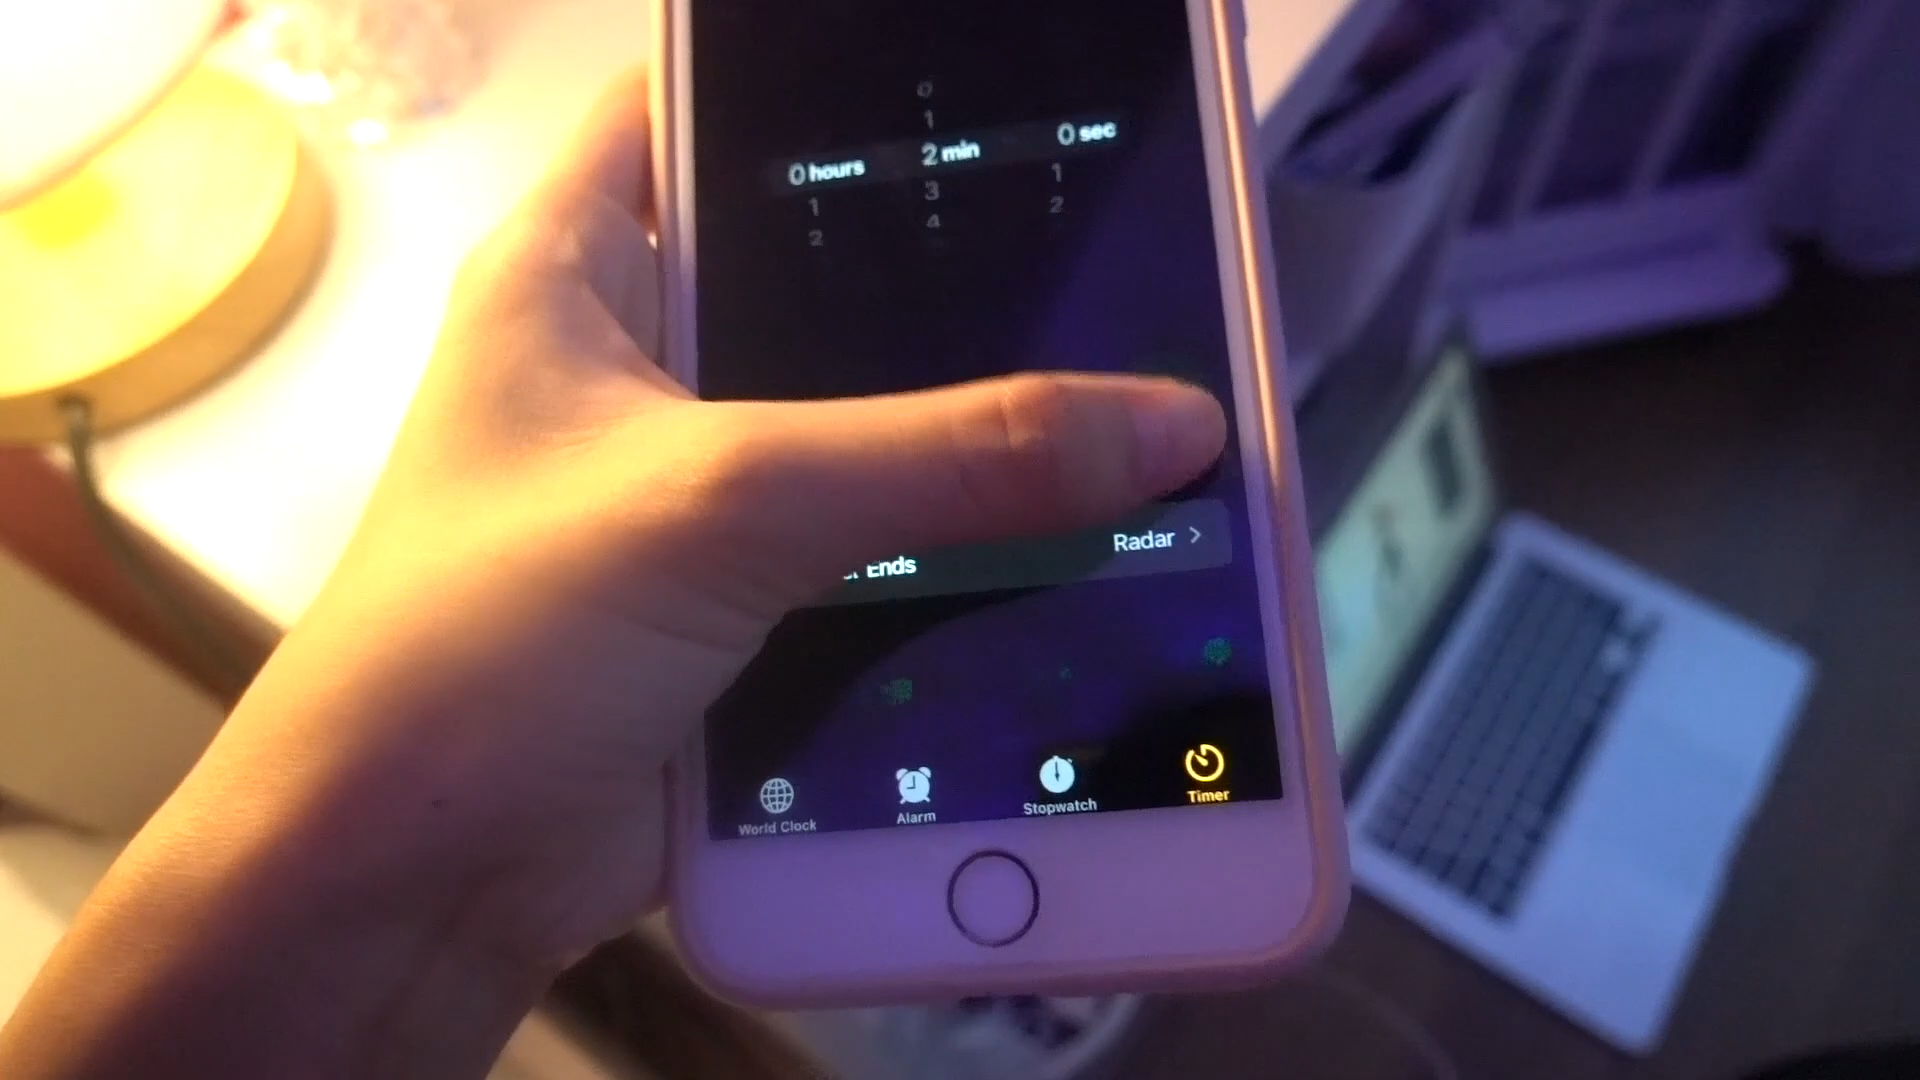 0
1
0 hours 2 min 0 sec
1 3 1
2 4 2
Ends Radar
World Clock Alarm Stopwatch Timer